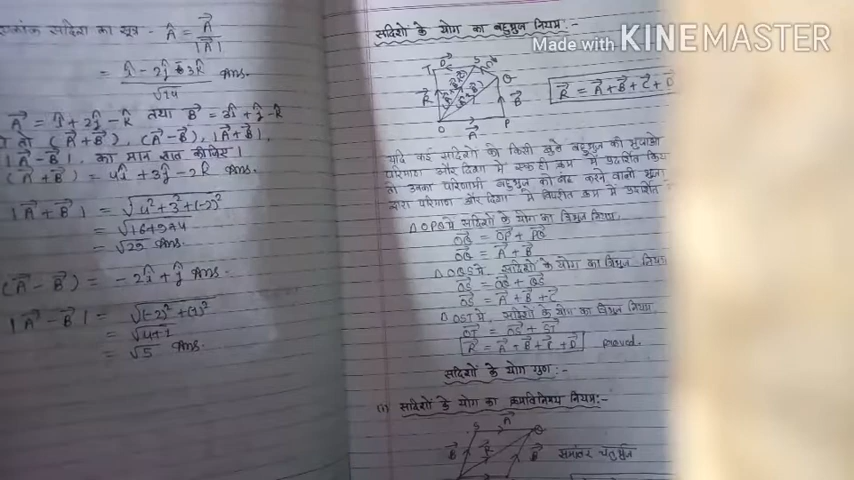 एकांक सदिश का सूत्र - Â = A⃗ / |A⃗|
= î - 2ĵ 3k̂ / √14 Ans.
A⃗ = î + 2ĵ - k̂ तथा B⃗ = 3î + ĵ - k̂
तो (A⃗+B⃗), (A⃗-B⃗), |A⃗+B⃗|,
|A⃗-B⃗|, का मान ज्ञात कीजिए।
(A⃗+B⃗) = 4î + 3ĵ - 2k̂ Ans.
|A⃗+B⃗| = √4²+3²+(-2)²
= √16+9+4
= √29 Ans.
(A⃗-B⃗) = -2î + ĵ Ans.
|A⃗-B⃗| = √(-2)²+(1)²
= √4+1
= √5 Ans.
सदिशों के योग का बहुभुज नियम:-
Made with KINEMASTER
T D⃗ S
Q
R⃗ B⃗
O A⃗ P
R⃗ = A⃗+B⃗+C⃗+D⃗
यदि कई सदिशों को किसी खुले बहुभुज की भुजाओं
परिमाण और दिशा में एक ही क्रम में प्रदर्शित किया
तो उनका परिणामी बहुभुज को बंद करने वाली भुजा
द्वारा परिमाण और दिशा में विपरीत क्रम में प्रदर्शित
ΔOPQ में सदिशों के योग का त्रिभुज नियम
OQ⃗ = OP⃗ + PQ⃗
OQ⃗ = A⃗ + B⃗
ΔOQS में, सदिशों के योग का त्रिभुज नियम
OS⃗ = OQ⃗ + QS⃗
OS⃗ = A⃗ + B⃗ + C⃗
ΔOST में, सदिशों के योग का त्रिभुज नियम
OT⃗ = OS⃗ + ST⃗
R⃗ = A⃗+B⃗+C⃗+D⃗ proved.
सदिशों के योग गुण:-
(i) सदिशों के योग का क्रमविनिमय नियम:-
S A⃗ Q
B⃗ R⃗ B⃗ समांतर चतुर्भुज